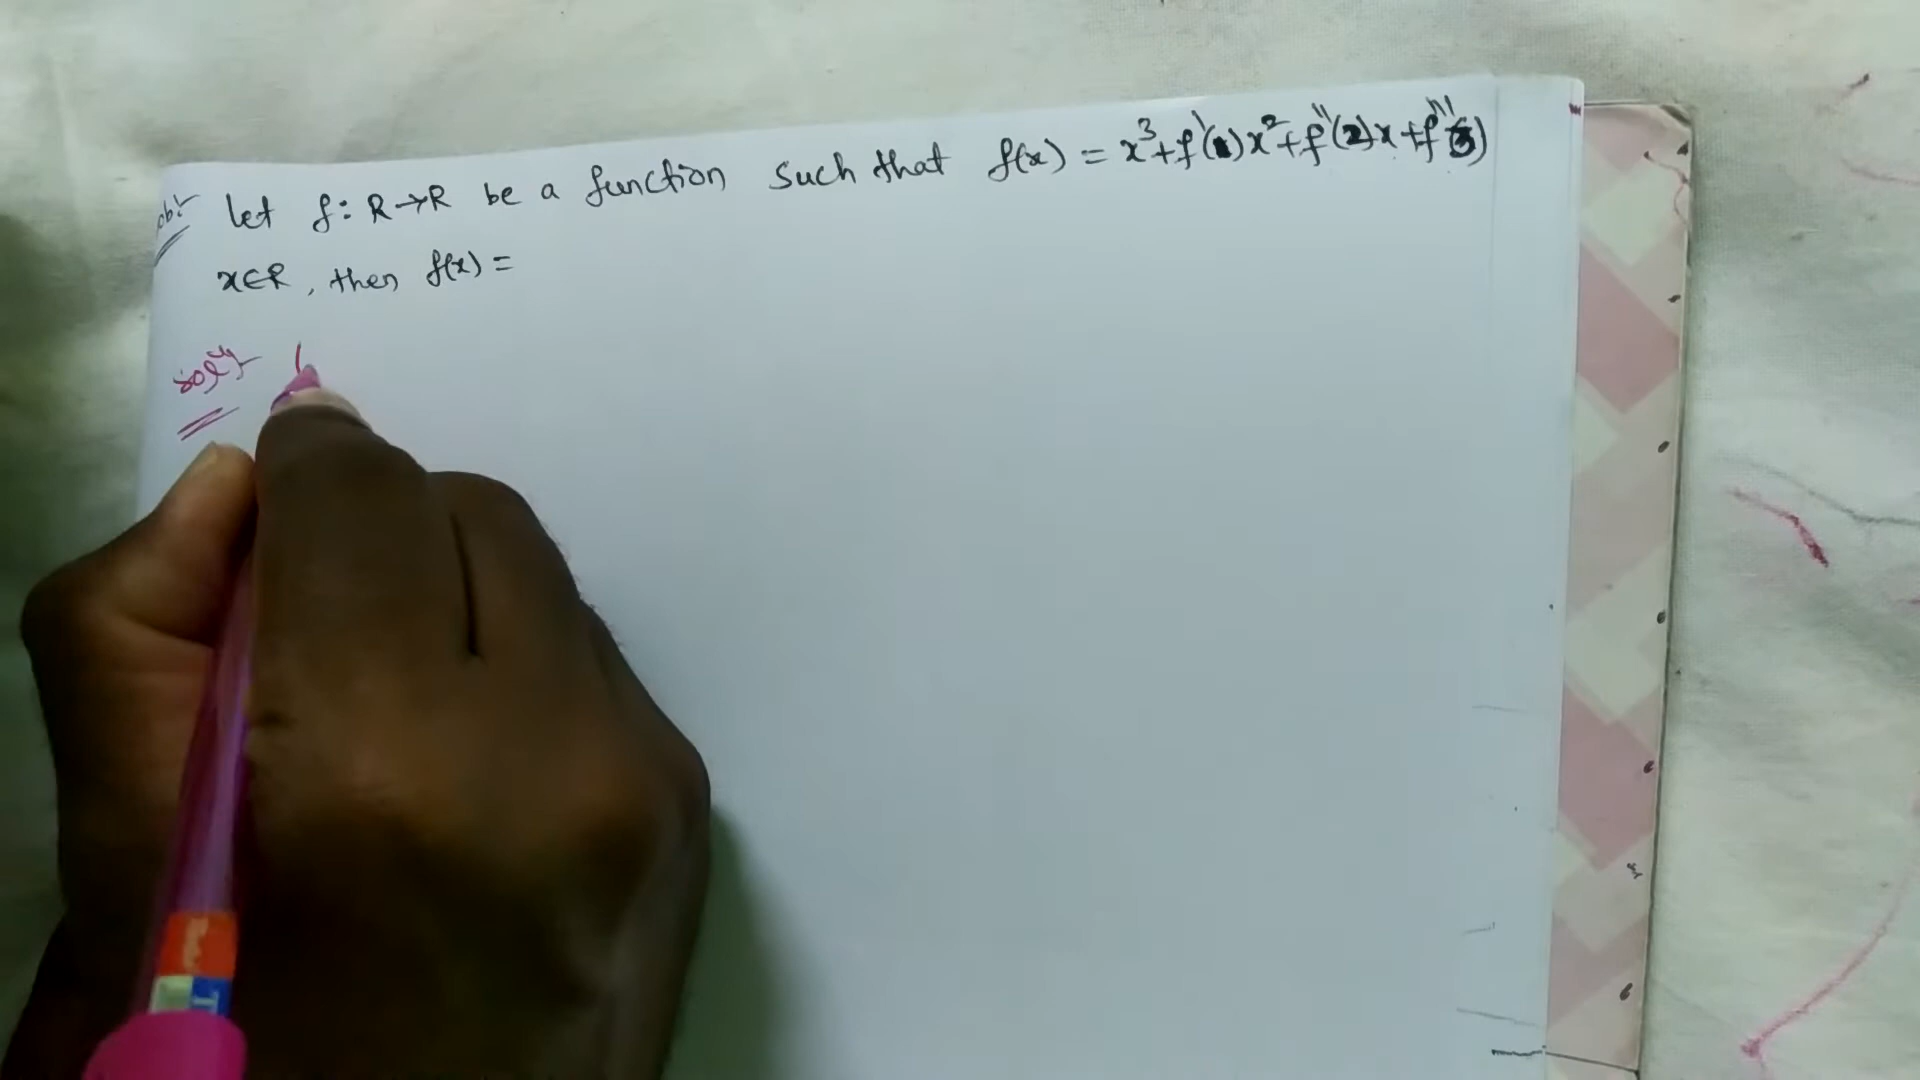 Let f: R→R be a function such that f(x) = x³+f'(1)x²+f''(2)x+f'''(3)
x∈R, then f(x) =
Sol:-